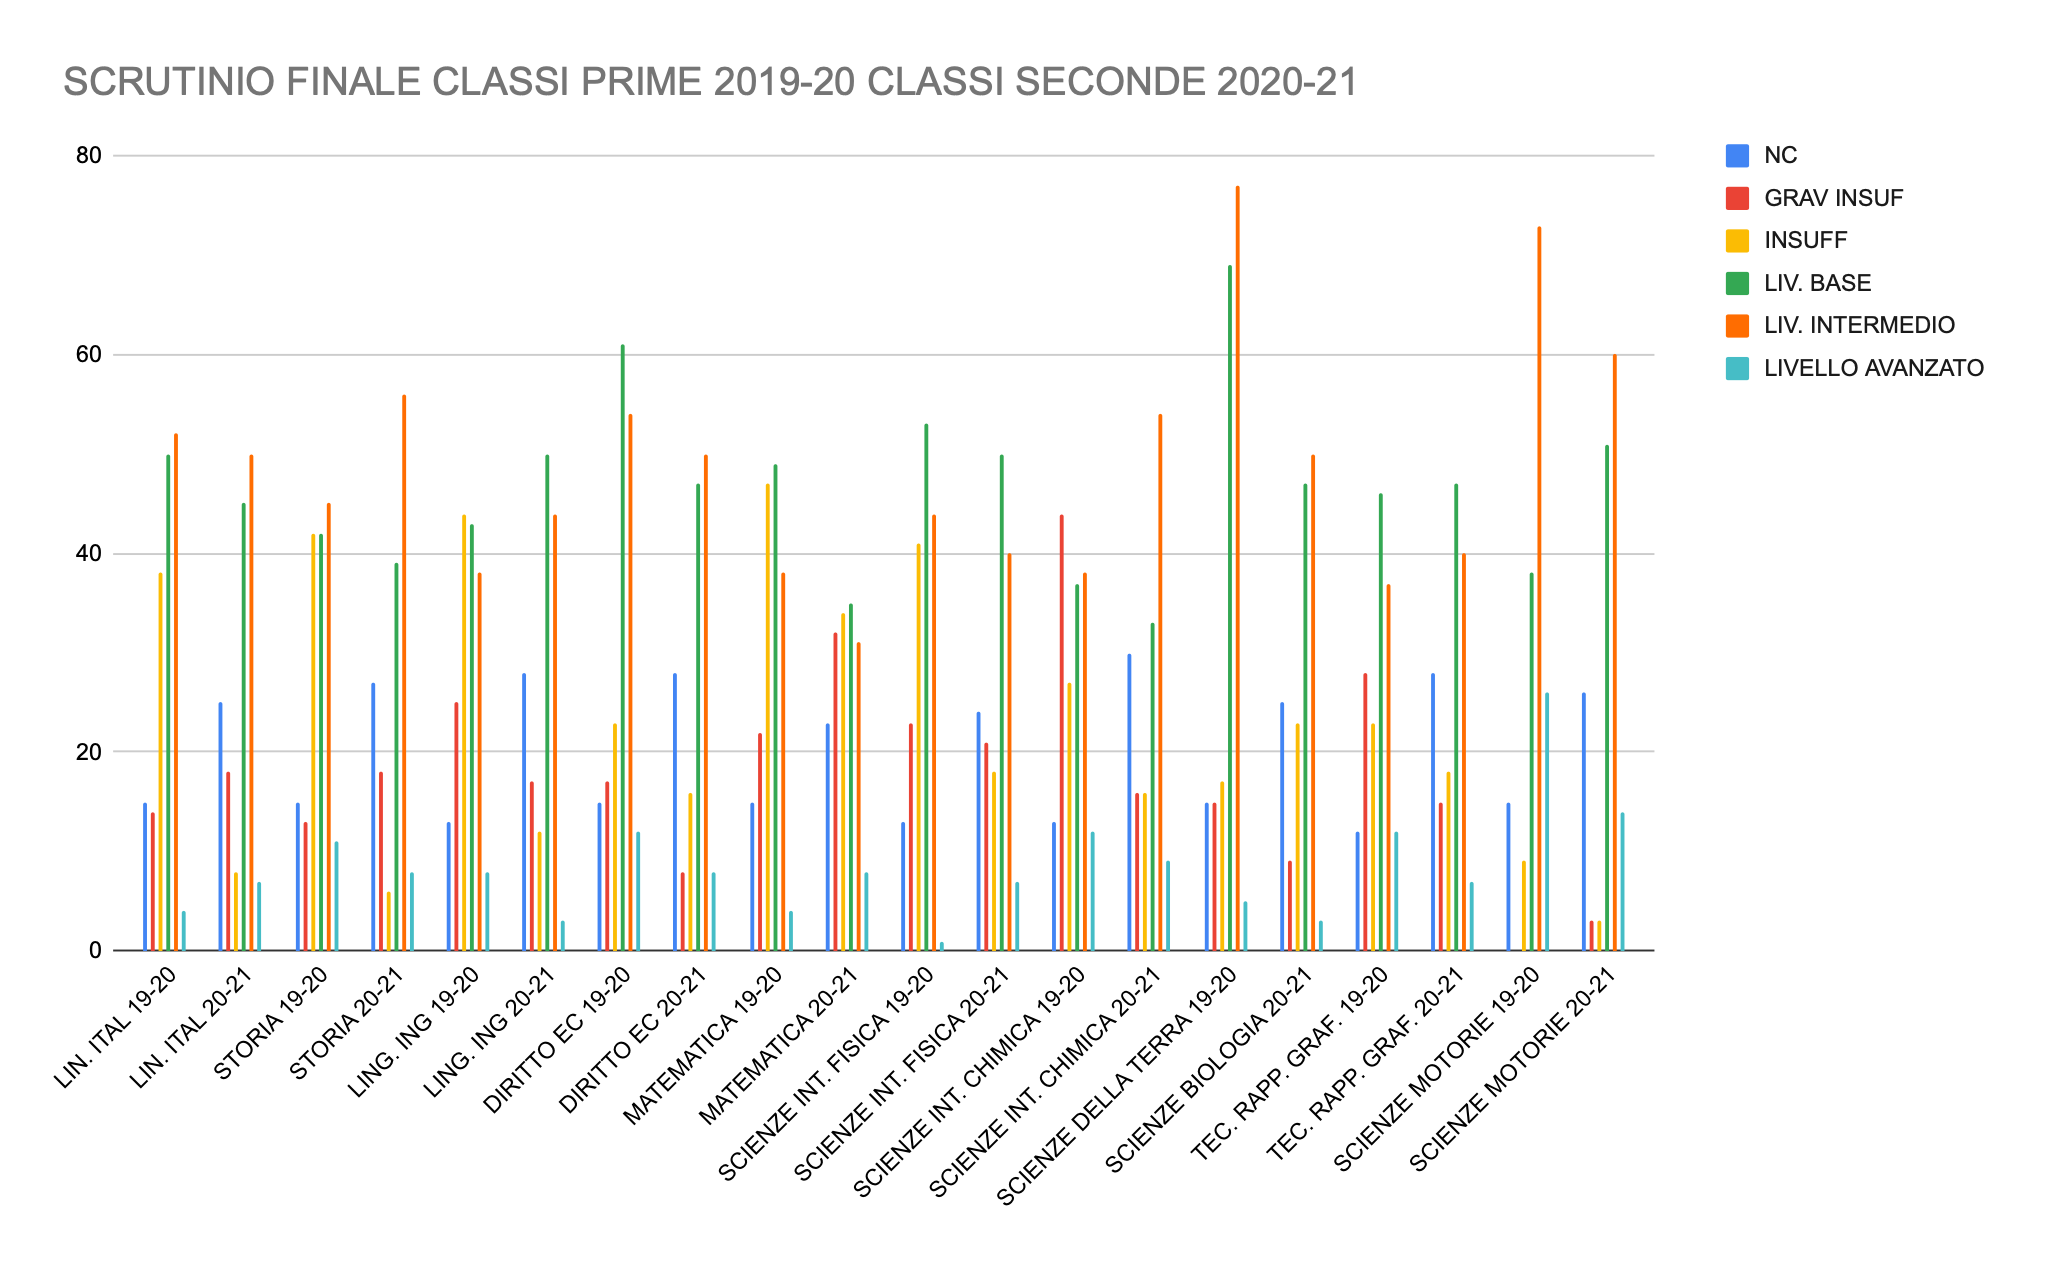 SCRUTINIO FINALE CLASSI PRIME 2019-20 CLASSI SECONDE 2020-21
80
60
40
20
0
NC
GRAV INSUF
INSUFF
LIV. BASE
LIV. INTERMEDIO
LIVELLO AVANZATO
LIN. ITAL 19-20
LIN. ITAL 20-21
STORIA 19-20
STORIA 20-21
LING. ING 19-20
LING. ING 20-21
DIRITTO EC 19-20
DIRITTO EC 20-21
MATEMATICA 19-20
MATEMATICA 20-21
SCIENZE INT. FISICA 19-20
SCIENZE INT. FISICA 20-21
SCIENZE INT. CHIMICA 19-20
SCIENZE INT. CHIMICA 20-21
SCIENZE DELLA TERRA 19-20
SCIENZE BIOLOGIA 20-21
TEC. RAPP. GRAF. 19-20
TEC. RAPP. GRAF. 20-21
SCIENZE MOTORIE 19-20
SCIENZE MOTORIE 20-21